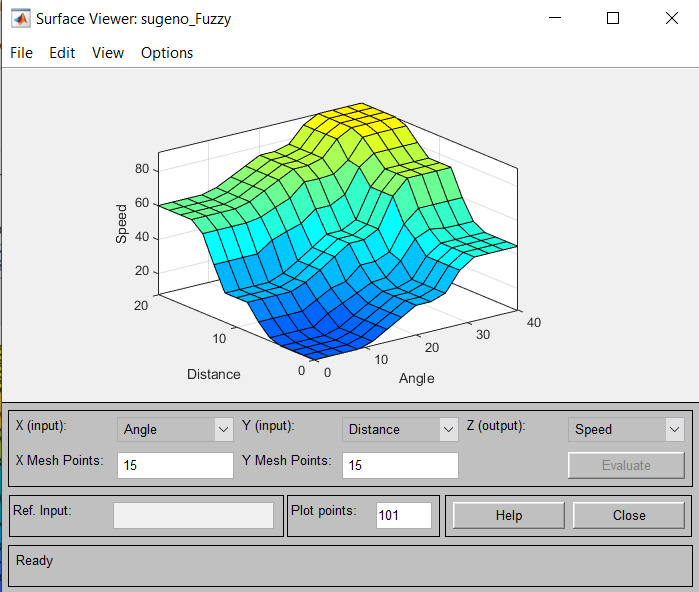 Surface Viewer: sugeno_Fuzzy
File Edit View Options
80
60
40
20
Speed
20
10
0
Distance
0
10
20
30
40
Angle
X (input): Angle Y (input): Distance Z (output): Speed
X Mesh Points: 15 Y Mesh Points: 15 Evaluate
Ref. Input: Plot points: 101 Help Close
Ready